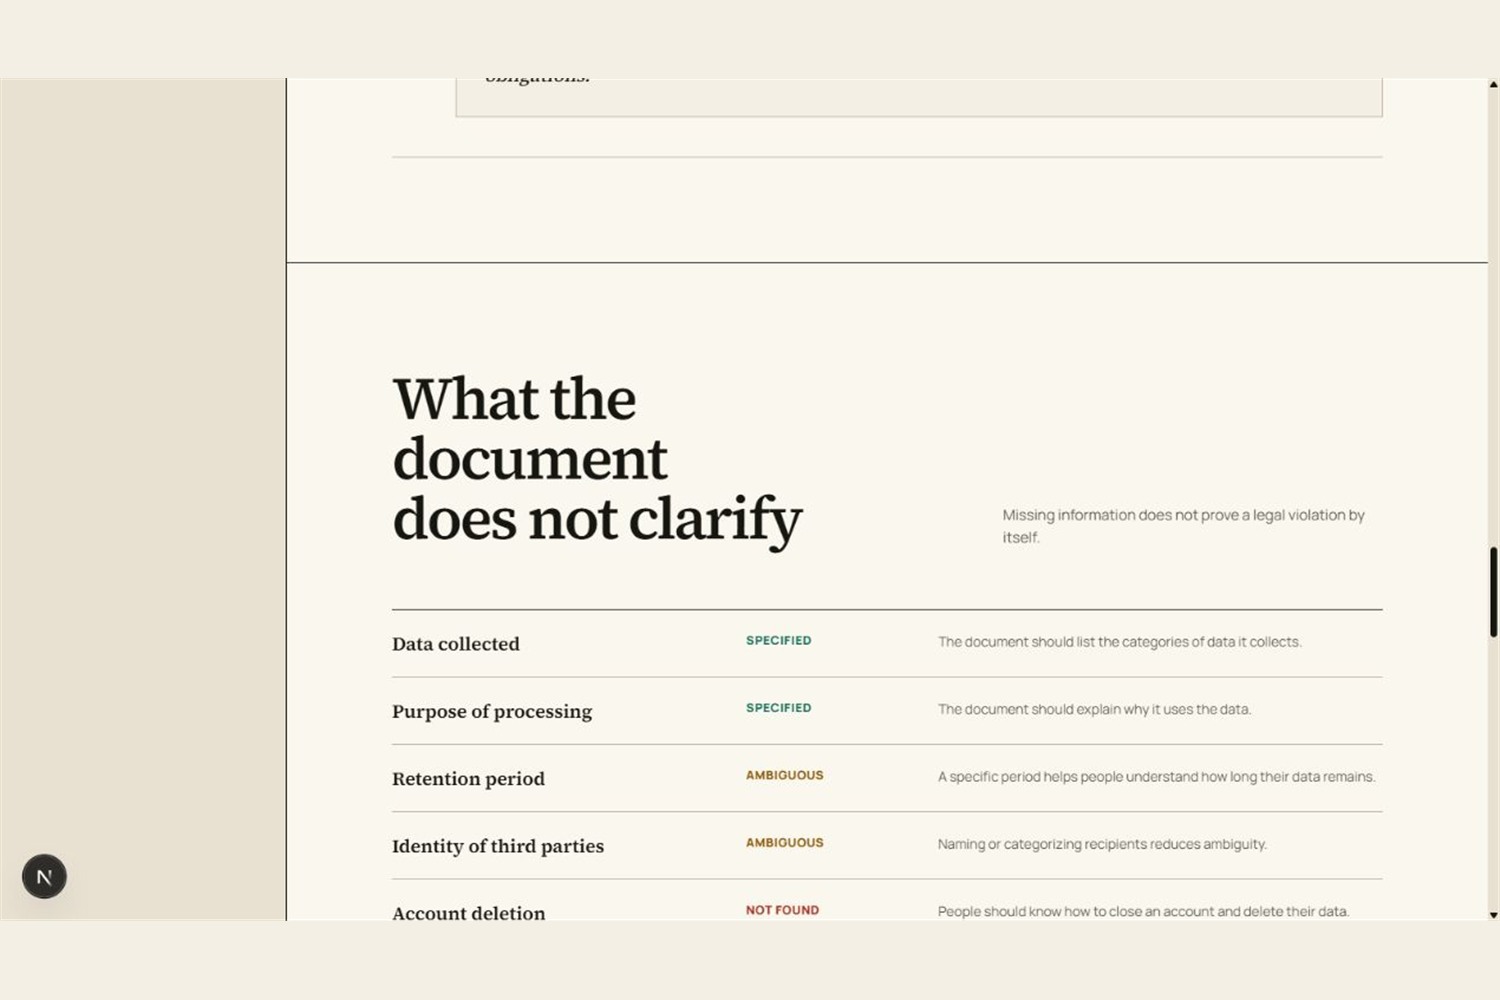 obligations.
What the
document
does not clarify
Missing information does not prove a legal violation by
itself.
Data collected
SPECIFIED
The document should list the categories of data it collects.
Purpose of processing
SPECIFIED
The document should explain why it uses the data.
Retention period
AMBIGUOUS
A specific period helps people understand how long their data remains.
Identity of third parties
AMBIGUOUS
Naming or categorizing recipients reduces ambiguity.
Account deletion
NOT FOUND
People should know how to close an account and delete their data.
N